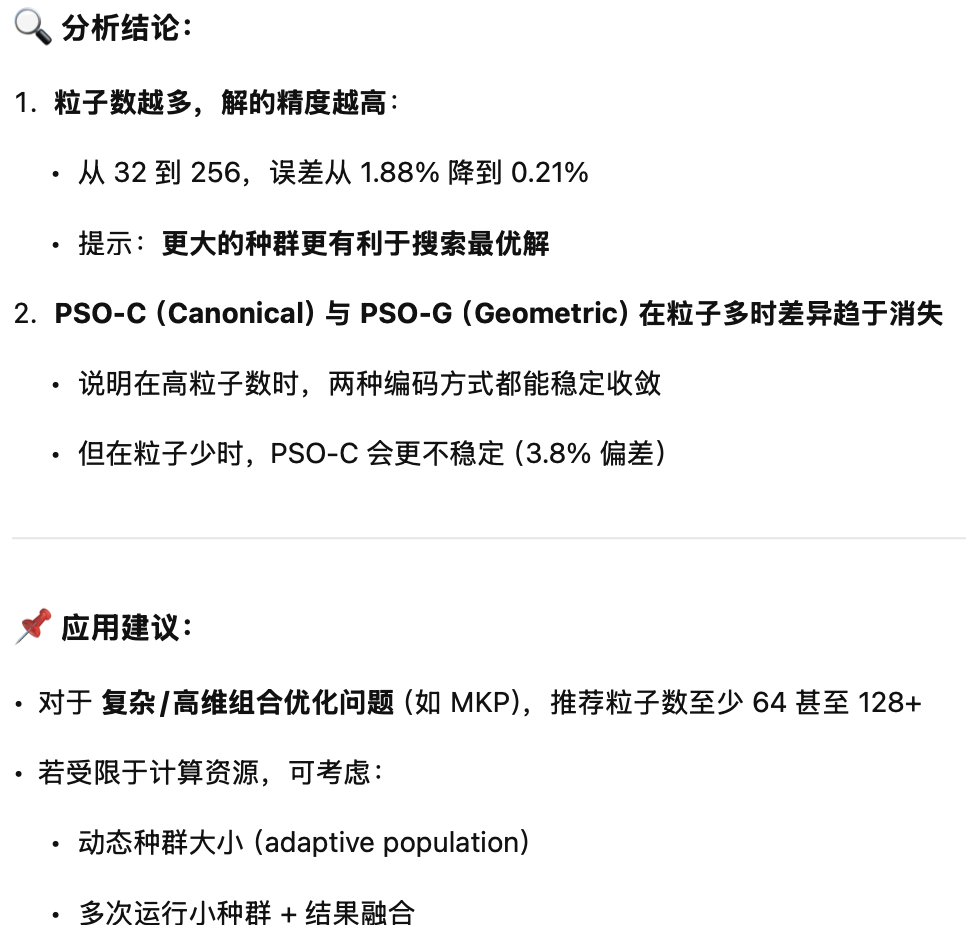 🔍 分析结论：
1. 粒子数越多，解的精度越高：
• 从 32 到 256，误差从 1.88% 降到 0.21%
• 提示：更大的种群更有利于搜索最优解
2. PSO-C（Canonical）与 PSO-G（Geometric）在粒子多时差异趋于消失
• 说明在高粒子数时，两种编码方式都能稳定收敛
• 但在粒子少时，PSO-C 会更不稳定（3.8% 偏差）
📌 应用建议：
• 对于 复杂/高维组合优化问题（如 MKP），推荐粒子数至少 64 甚至 128+
• 若受限于计算资源，可考虑：
• 动态种群大小（adaptive population）
• 多次运行小种群 + 结果融合